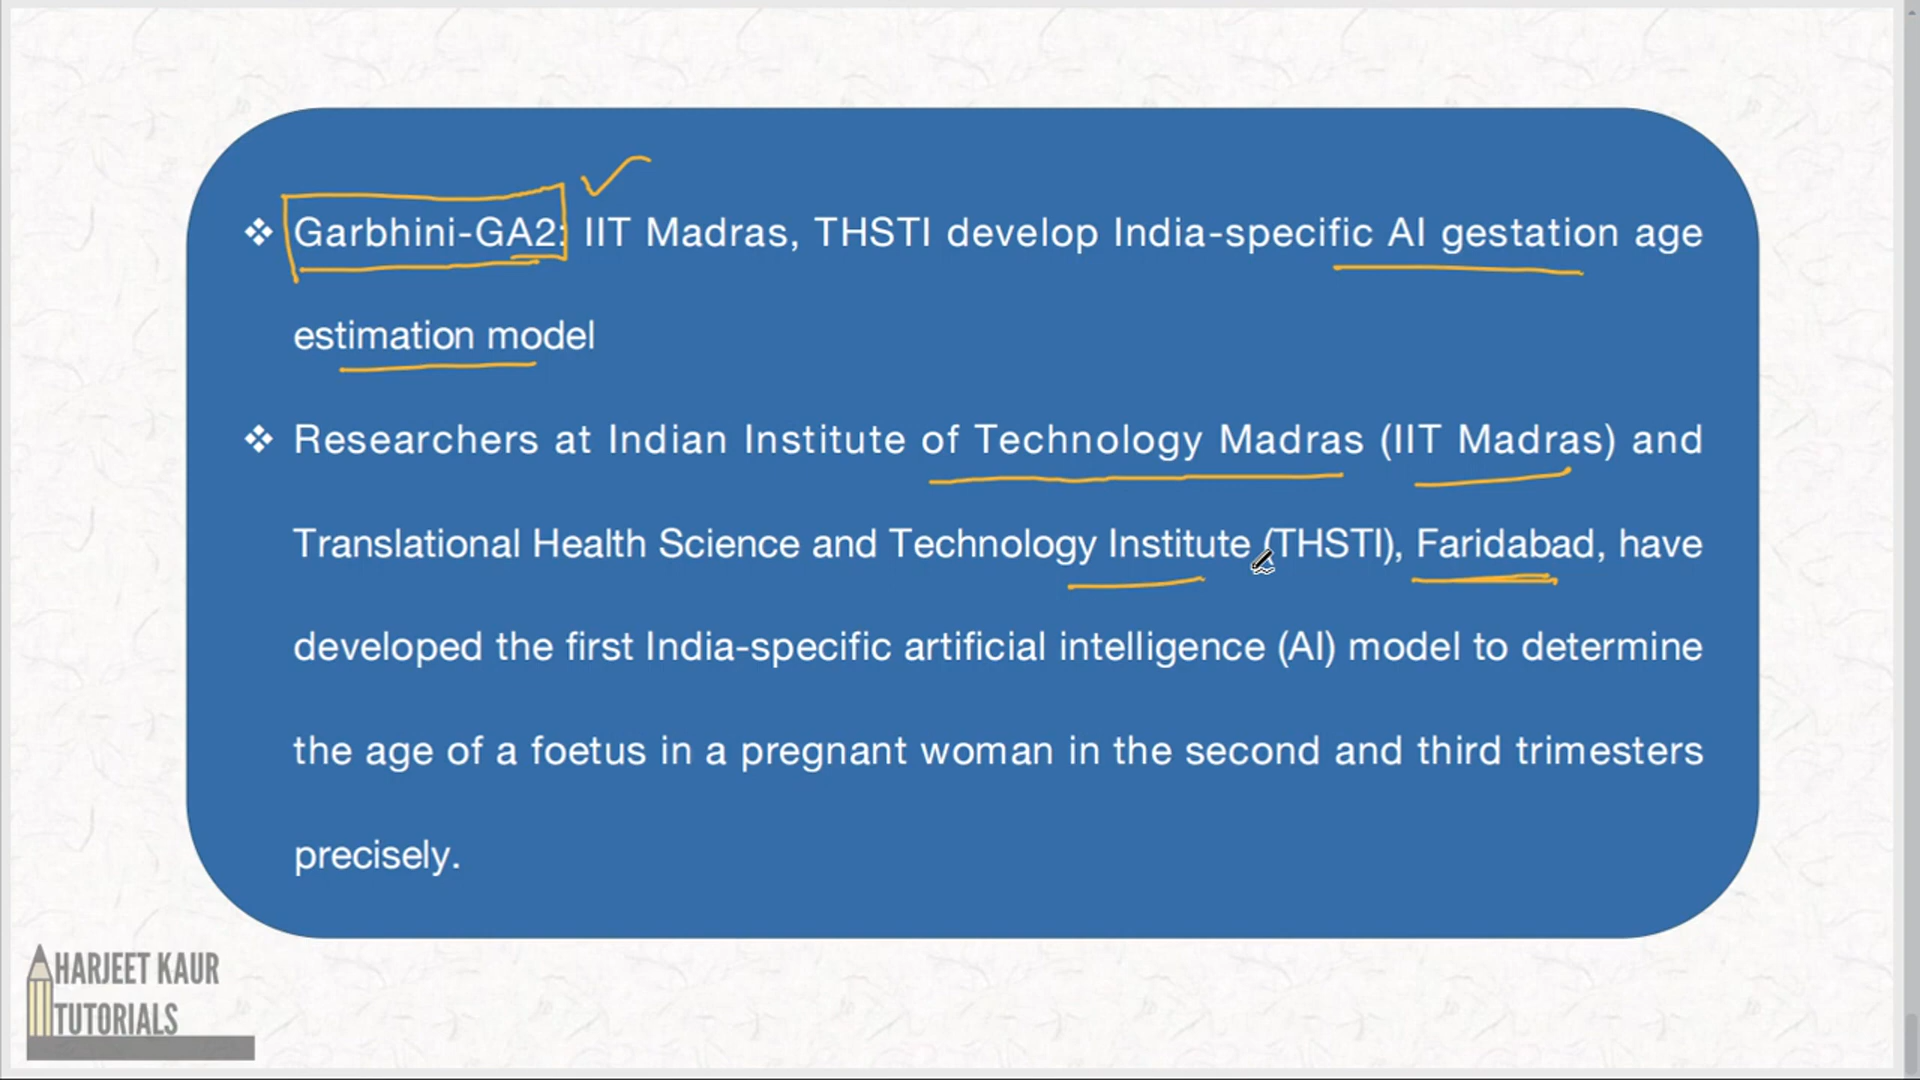 ❖ Garbhini-GA2: IIT Madras, THSTI develop India-specific AI gestation age
estimation model
❖ Researchers at Indian Institute of Technology Madras (IIT Madras) and
Translational Health Science and Technology Institute (THSTI), Faridabad, have
developed the first India-specific artificial intelligence (AI) model to determine
the age of a foetus in a pregnant woman in the second and third trimesters
precisely.
HARJEET KAUR
TUTORIALS